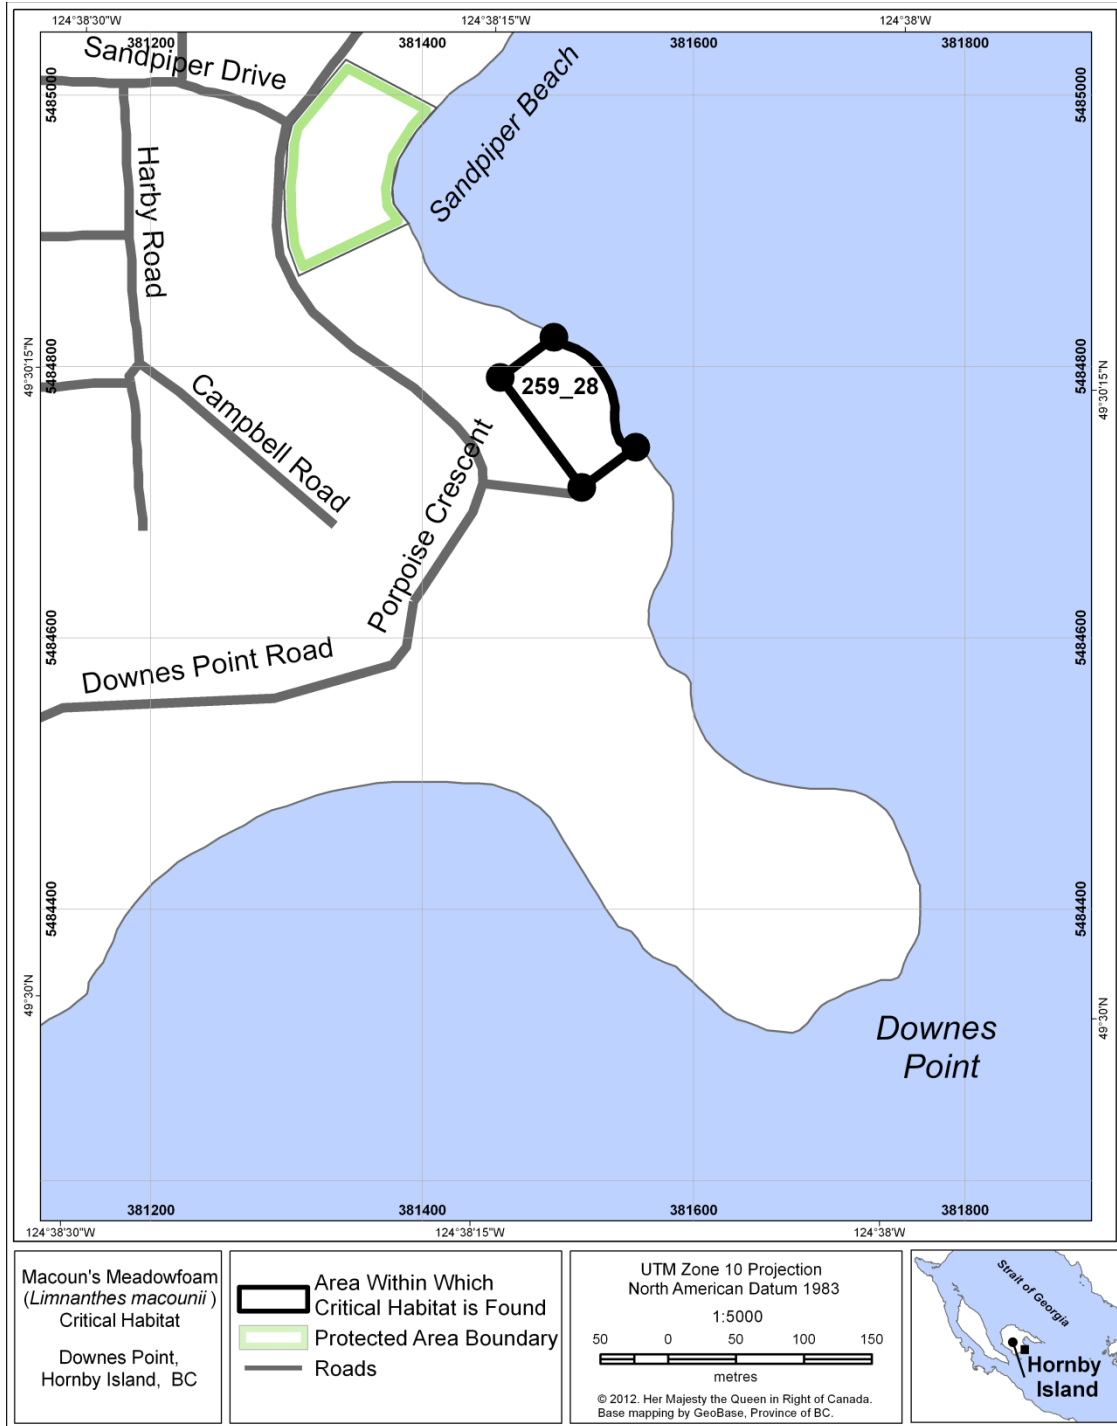 124°38'30"W
124°38'15"W
124°38'W
381200
381400
381600
381800
Sandpiper Drive
Sandpiper Beach
5485000
5485000
Harby Road
49°30'15"N
5484800
259_28
5484800
49°30'15"N
Campbell Road
Porpoise Crescent
5484600
5484600
Downes Point Road
5484400
5484400
49°30'N
49°30'N
Downes
Point
381200
381400
381600
381800
124°38'30"W
124°38'15"W
124°38'W
Macoun's Meadowfoam
(Limnanthes macounii )
Critical Habitat
Downes Point,
Hornby Island, BC
Area Within Which
Critical Habitat is Found
Protected Area Boundary
Roads
UTM Zone 10 Projection
North American Datum 1983
1:5000
50 0 50 100 150
metres
© 2012. Her Majesty the Queen in Right of Canada.
Base mapping by GeoBase, Province of BC.
Strait of Georgia
Hornby
Island